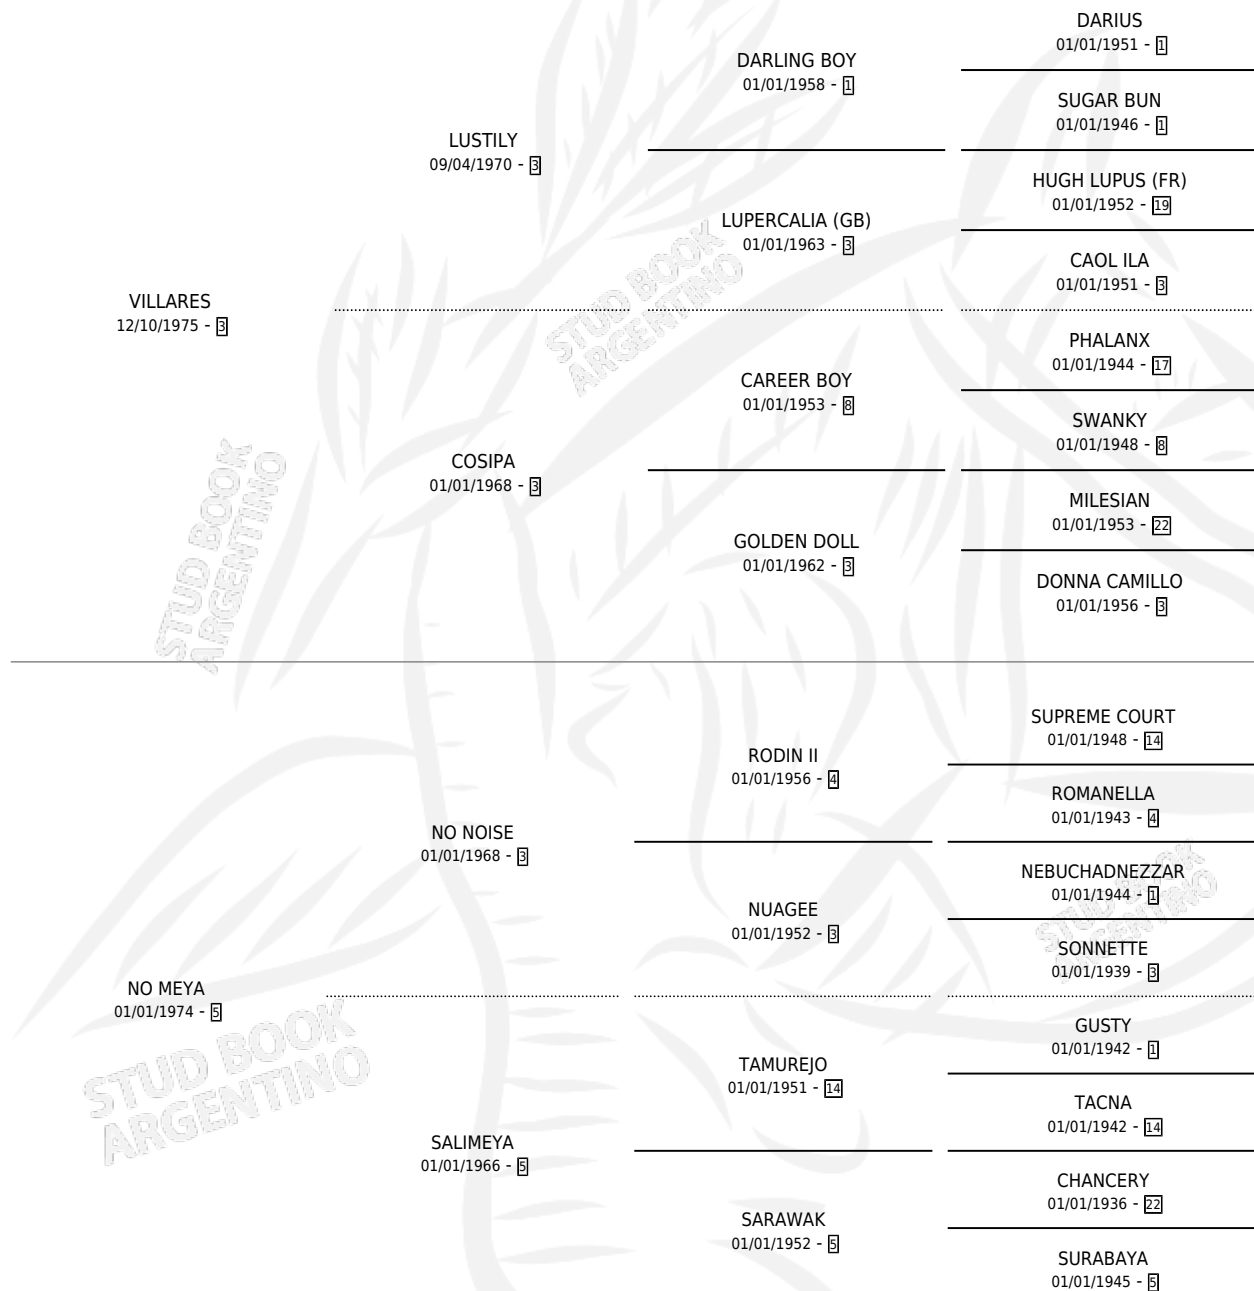 DARIUS
01/01/1951 - 1
DARLING BOY
01/01/1958 - 1
SUGAR BUN
01/01/1946 - 1
LUSTILY
09/04/1970 - 3
HUGH LUPUS (FR)
01/01/1952 - 19
LUPERCALIA (GB)
01/01/1963 - 3
CAOL ILA
01/01/1951 - 3
VILLARES
12/10/1975 - 3
PHALANX
01/01/1944 - 17
CAREER BOY
01/01/1953 - 8
SWANKY
01/01/1948 - 8
COSIPA
01/01/1968 - 3
MILESIAN
01/01/1953 - 22
GOLDEN DOLL
01/01/1962 - 3
DONNA CAMILLO
01/01/1956 - 3
SUPREME COURT
01/01/1948 - 14
RODIN II
01/01/1956 - 4
ROMANELLA
01/01/1943 - 4
NO NOISE
01/01/1968 - 3
NEBUCHADNEZZAR
01/01/1944 - 1
NUAGEE
01/01/1952 - 3
SONNETTE
01/01/1939 - 3
NO MEYA
01/01/1974 - 5
GUSTY
01/01/1942 - 1
TAMUREJO
01/01/1951 - 14
TACNA
01/01/1942 - 14
SALIMEYA
01/01/1966 - 5
CHANCERY
01/01/1936 - 22
SARAWAK
01/01/1952 - 5
SURABAYA
01/01/1945 - 5
STUD BOOK
ARGENTINO
STUD BOOK
ARGENTINO
STUD BOOK
ARGENTINO
STUD BOOK
ARGENTINO